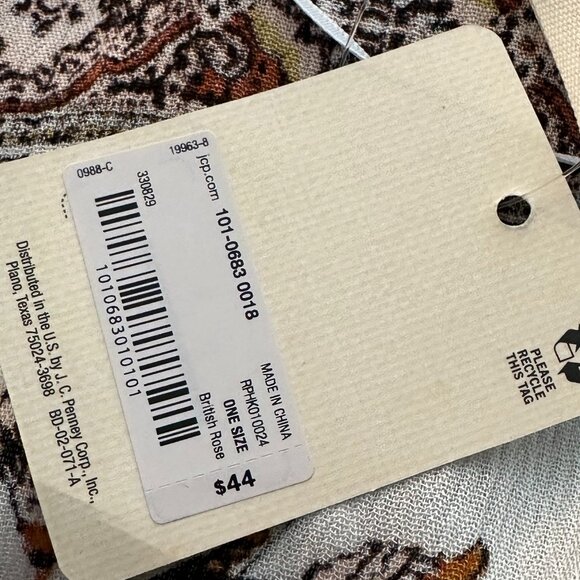 0988-C
19963-8
330829
jcp.com 101-0683 0018
1010683010101
MADE IN CHINA
RPHK010024
ONE SIZE
British Rose
$44
Distributed in the U.S. by J. C. Penney Corp., Inc.,
Plano, Texas 75024-3698 BD-02-071-A
PLEASE
RECYCLE
THIS TAG